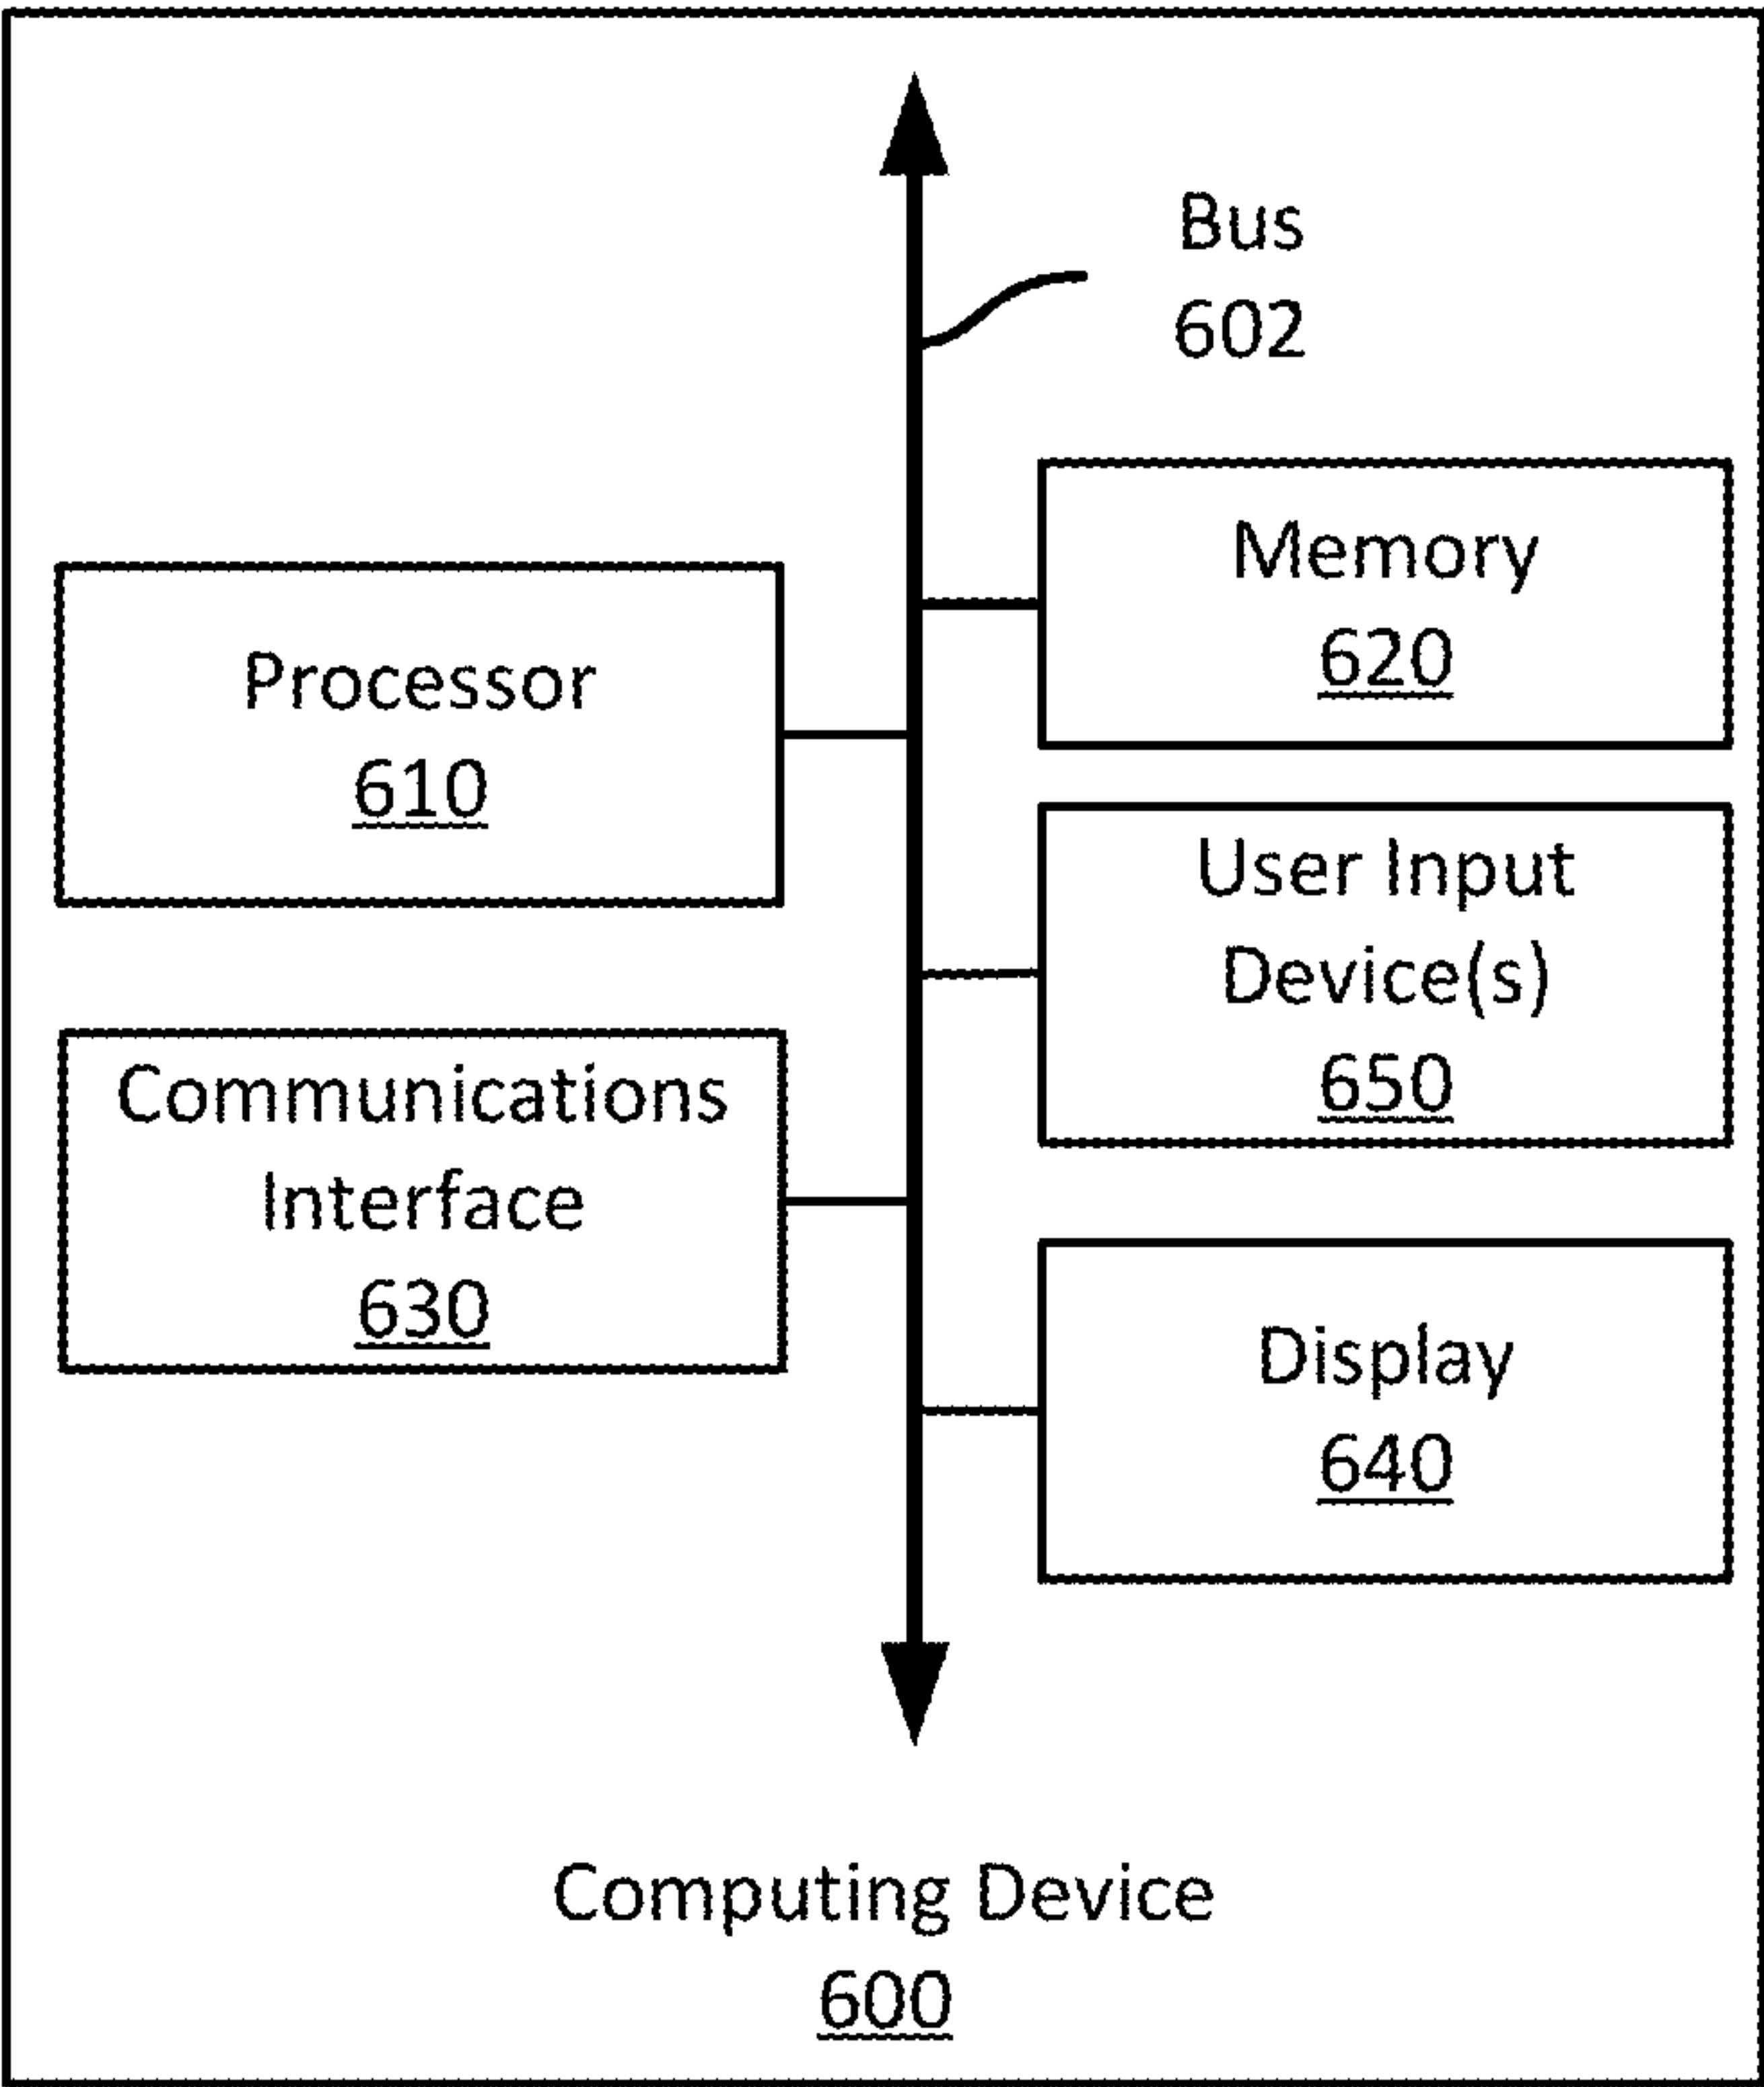 Bus
602
Memory
620
Processor
610
User Input
Device(s)
650
Communications
Interface
630
Display
640
Computing Device
600